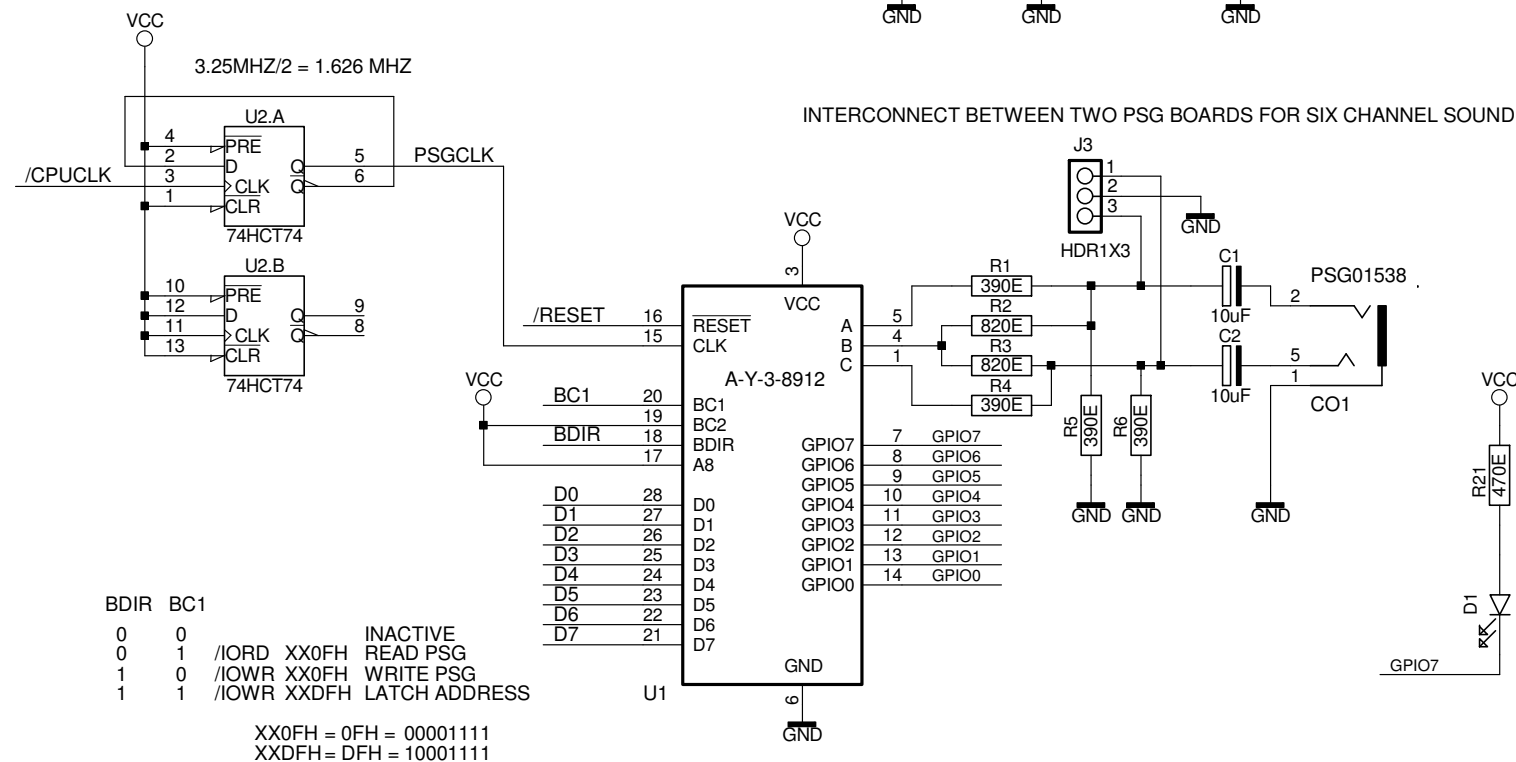 GND
GND
GND
VCC
3.25MHZ/2 = 1.626 MHZ
U2.A
4
PRE
2
D
Q
5
PSGCLK
/CPUCLK
3
CLK
Q
6
1
CLR
74HCT74
U2.B
10
PRE
12
D
Q
9
11
CLK
Q
8
13
CLR
74HCT74
INTERCONNECT BETWEEN TWO PSG BOARDS FOR SIX CHANNEL SOUND
J3
1
2
3
HDR1X3
GND
VCC
3
VCC
/RESET
16
RESET
15
CLK
A-Y-3-8912
VCC
BC1
20
BC1
19
BC2
BDIR
18
BDIR
17
A8
D0
28
D0
D1
27
D1
D2
26
D2
D3
25
D3
D4
24
D4
D5
23
D5
D6
22
D6
D7
21
D7
A
5
B
4
C
1
R1
390E
R2
820E
R3
820E
R4
390E
R5
390E
R6
390E
GND
GND
GND
C1
10uF
C2
10uF
PSG01538
2
5
1
CO1
GPIO7
7
GPIO7
GPIO6
8
GPIO6
GPIO5
9
GPIO5
GPIO4
10
GPIO4
GPIO3
11
GPIO3
GPIO2
12
GPIO2
GPIO1
13
GPIO1
GPIO0
14
GPIO0
GND
6
GND
U1
VCC
R21
470E
D1
GPIO7
BDIR BC1
0 0 INACTIVE
0 1 /IORD XX0FH READ PSG
1 0 /IOWR XX0FH WRITE PSG
1 1 /IOWR XXDFH LATCH ADDRESS
XX0FH = 0FH = 00001111
XXDFH = DFH = 10001111